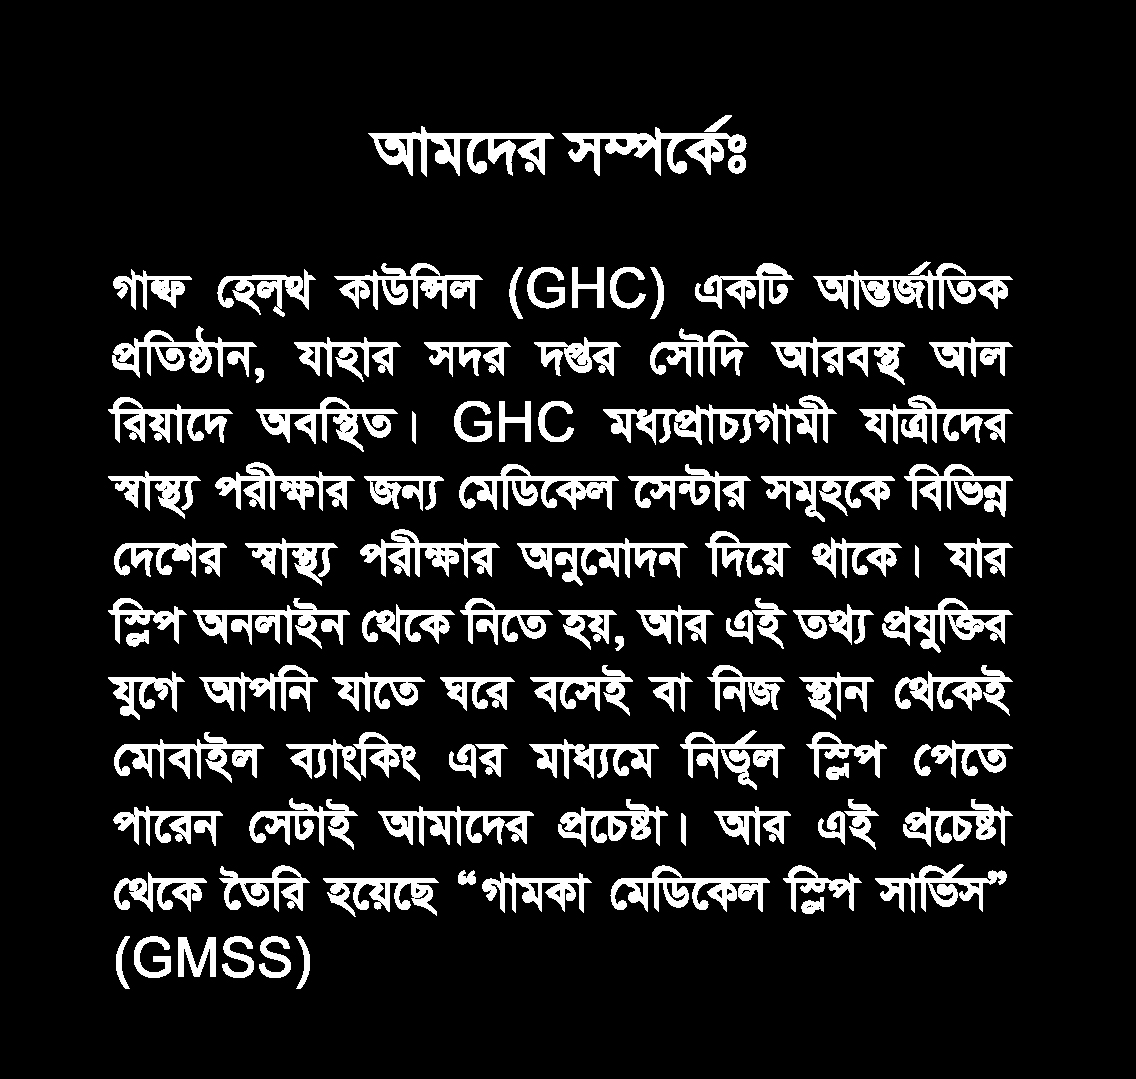 আমদের সম্পর্কেঃ
গাল্ফ হেল্থ কাউন্সিল (GHC) একটি আন্তর্জাতিক
প্রতিষ্ঠান, যাহার সদর দপ্তর সৌদি আরবস্থ আল
রিয়াদে অবস্থিত। GHC মধ্যপ্রাচ্যগামী যাত্রীদের
স্বাস্থ্য পরীক্ষার জন্য মেডিকেল সেন্টার সমূহকে বিভিন্ন
দেশের স্বাস্থ্য পরীক্ষার অনুমোদন দিয়ে থাকে। যার
স্লিপ অনলাইন থেকে নিতে হয়, আর এই তথ্য প্রযুক্তির
যুগে আপনি যাতে ঘরে বসেই বা নিজ স্থান থেকেই
মোবাইল ব্যাংকিং এর মাধ্যমে নির্ভূল স্লিপ পেতে
পারেন সেটাই আমাদের প্রচেষ্টা। আর এই প্রচেষ্টা
থেকে তৈরি হয়েছে “গামকা মেডিকেল স্লিপ সার্ভিস”
(GMSS)